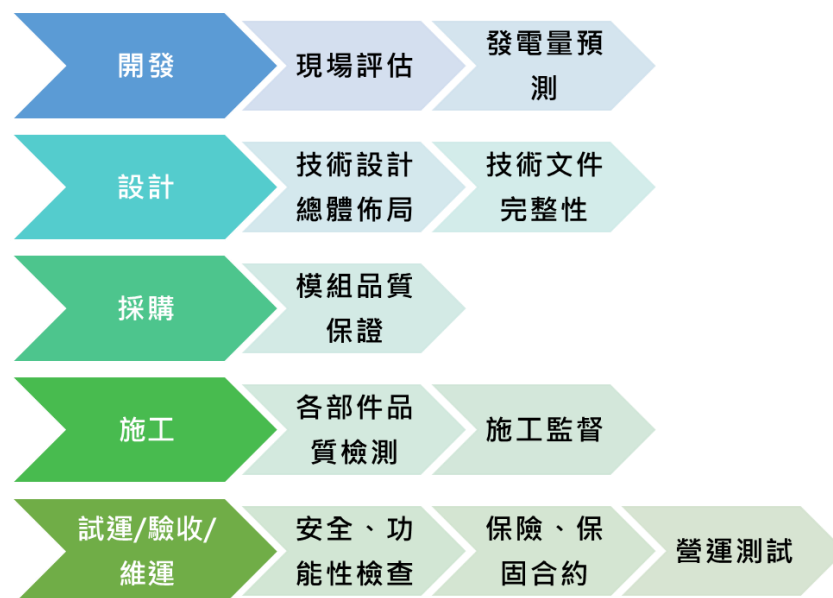 開發
現場評估
發電量預
測
設計
技術設計
總體佈局
技術文件
完整性
採購
模組品質
保證
施工
各部件品
質檢測
施工監督
試運/驗收/
維運
安全、功
能性檢查
保險、保
固合約
營運測試